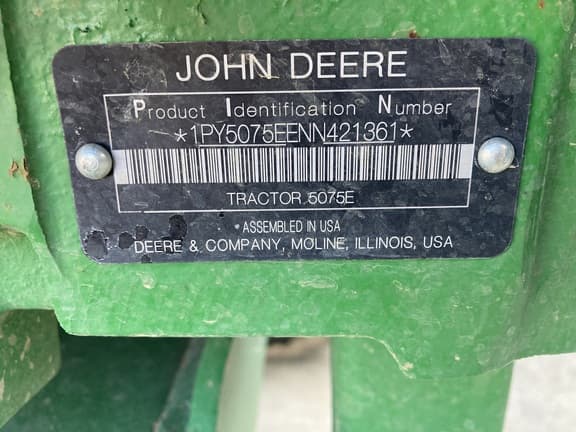 JOHN DEERE
Product Identification Number
*1PY5075EENN421361*
TRACTOR 5075E
*ASSEMBLED IN USA
DEERE & COMPANY, MOLINE, ILLINOIS, USA